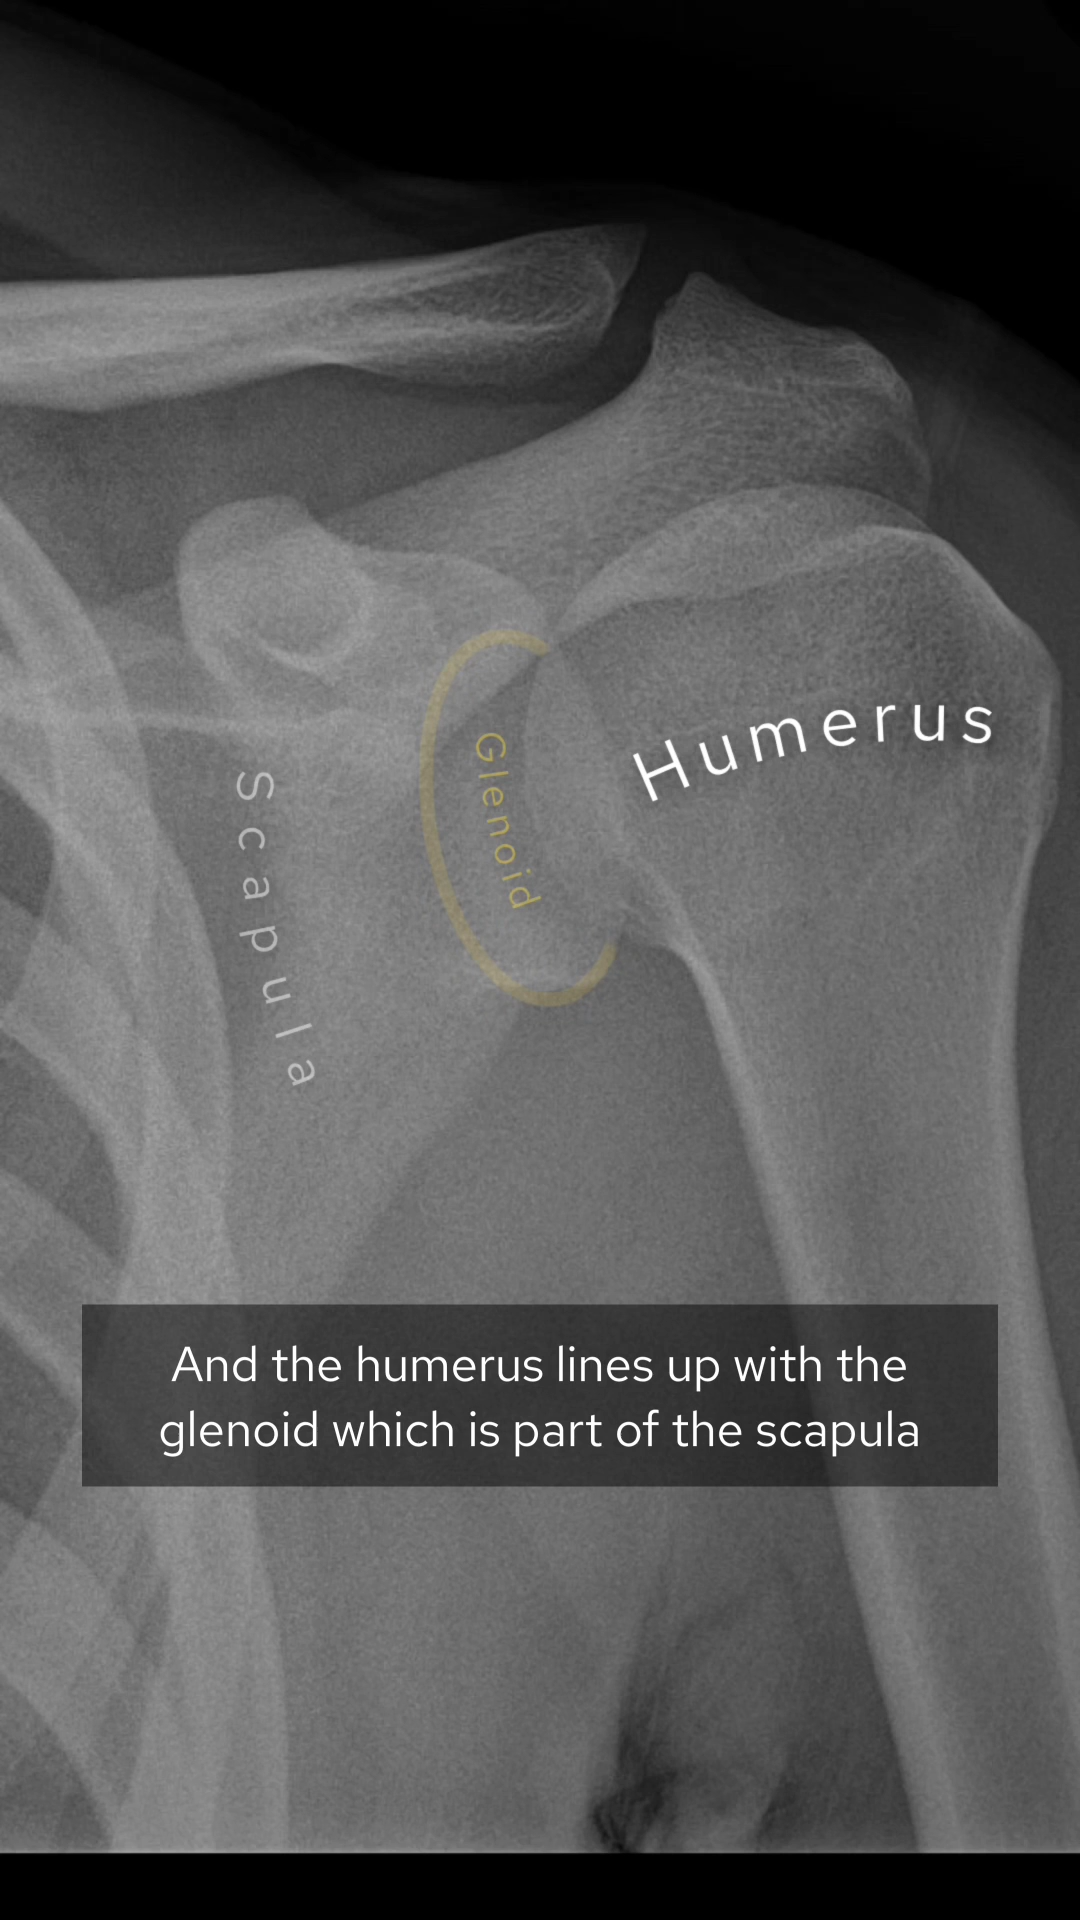 Humerus
Glenoid
Scapula
And the humerus lines up with the
glenoid which is part of the scapula